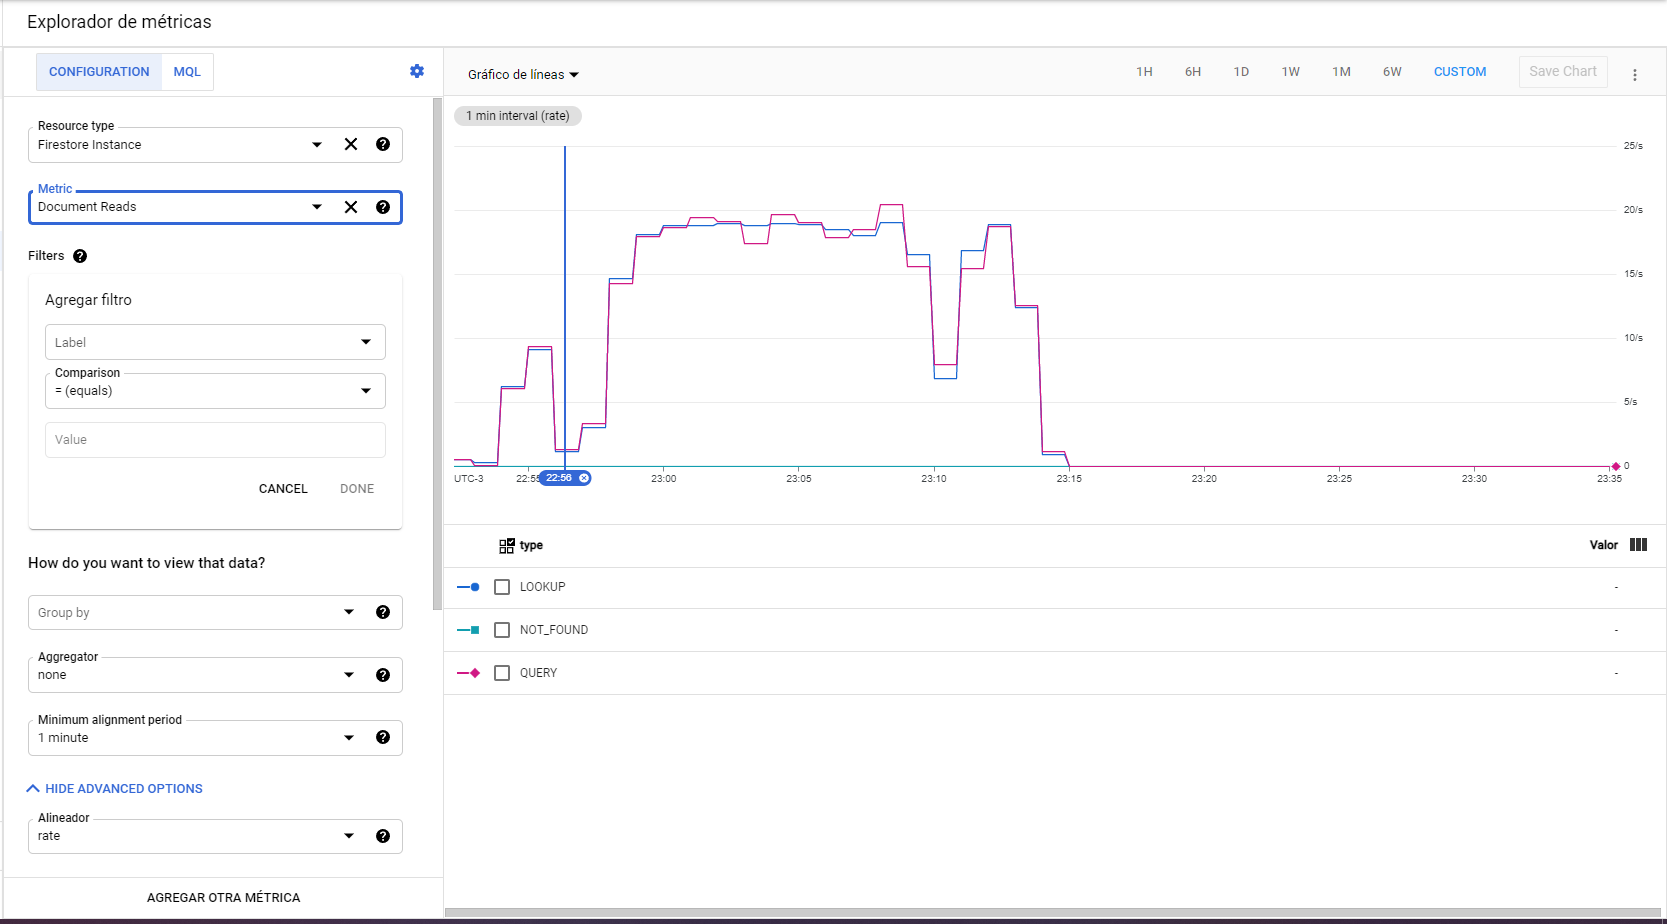 Explorador de métricas
CONFIGURATION
MQL
Resource type
Firestore Instance
Metric
Document Reads
Filters
Agregar filtro
Label
Comparison
= (equals)
Value
CANCEL
DONE
How do you want to view that data?
Group by
Aggregator
none
Minimum alignment period
1 minute
HIDE ADVANCED OPTIONS
Alineador
rate
AGREGAR OTRA MÉTRICA
Gráfico de líneas
1H
6H
1D
1W
1M
6W
CUSTOM
Save Chart
1 min interval (rate)
25/s
20/s
15/s
10/s
5/s
0
UTC-3
22:55
22:56
23:00
23:05
23:10
23:15
23:20
23:25
23:30
23:35
type
Valor
LOOKUP
-
NOT_FOUND
-
QUERY
-